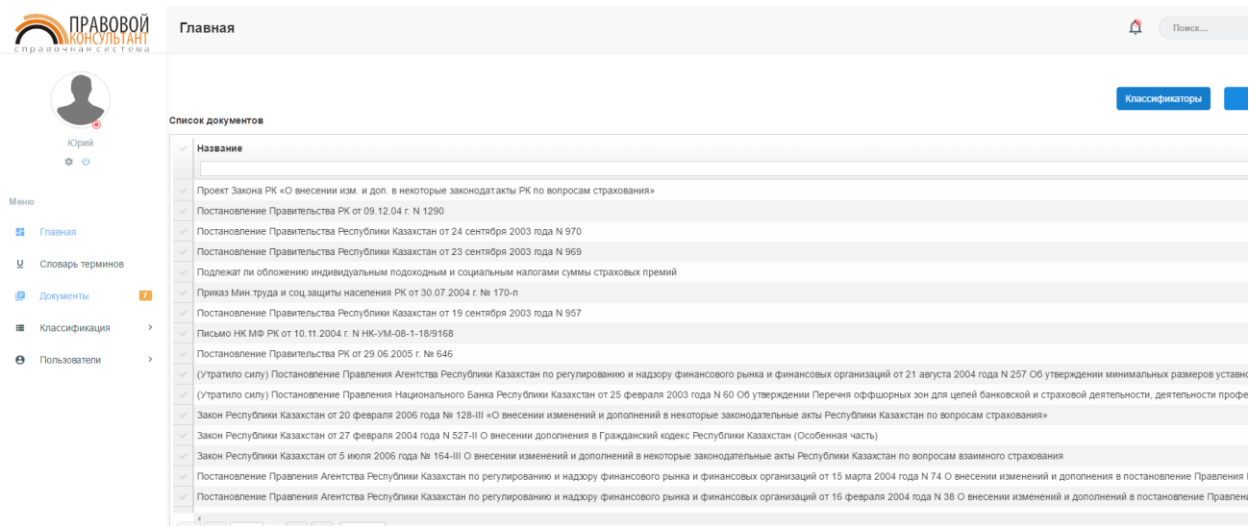 ПРАВОВОЙ
КОНСУЛЬТАНТ
справочная система
Главная
Поиск...
Юрий
Классификаторы
Список документов
Меню
Главная
Словарь терминов
Документы 7
Классификация
Пользователи
Название
Проект Закона РК «О внесении изм. и доп. в некоторые законодат.акты РК по вопросам страхования»
Постановление Правительства РК от 09.12.04 г. N 1290
Постановление Правительства Республики Казахстан от 24 сентября 2003 года N 970
Постановление Правительства Республики Казахстан от 23 сентября 2003 года N 969
Подлежат ли обложению индивидуальным подоходным и социальным налогами суммы страховых премий
Приказ Мин.труда и соц.защиты населения РК от 30.07.2004 г. № 170-п
Постановление Правительства Республики Казахстан от 19 сентября 2003 года N 957
Письмо НК МФ РК от 10.11.2004 г. N НК-УМ-08-1-18/9168
Постановление Правительства РК от 29.06.2005 г. № 646
(Утратило силу) Постановление Правления Агентства Республики Казахстан по регулированию и надзору финансового рынка и финансовых организаций от 21 августа 2004 года N 257 Об утверждении минимальных размеров уставно
(Утратило силу) Постановление Правления Национального Банка Республики Казахстан от 25 февраля 2003 года N 60 Об утверждении Перечня оффшорных зон для целей банковской и страховой деятельности, деятельности профе
Закон Республики Казахстан от 20 февраля 2006 года № 128-III «О внесении изменений и дополнений в некоторые законодательные акты Республики Казахстан по вопросам страхования»
Закон Республики Казахстан от 27 февраля 2004 года N 527-II О внесении дополнения в Гражданский кодекс Республики Казахстан (Особенная часть)
Закон Республики Казахстан от 5 июля 2006 года № 164-III О внесении изменений и дополнений в некоторые законодательные акты Республики Казахстан по вопросам взаимного страхования
Постановление Правления Агентства Республики Казахстан по регулированию и надзору финансового рынка и финансовых организаций от 15 марта 2004 года N 74 О внесении изменений и дополнения в постановление Правления
Постановление Правления Агентства Республики Казахстан по регулированию и надзору финансового рынка и финансовых организаций от 16 февраля 2004 года N 38 О внесении изменений и дополнений в постановление Правлени